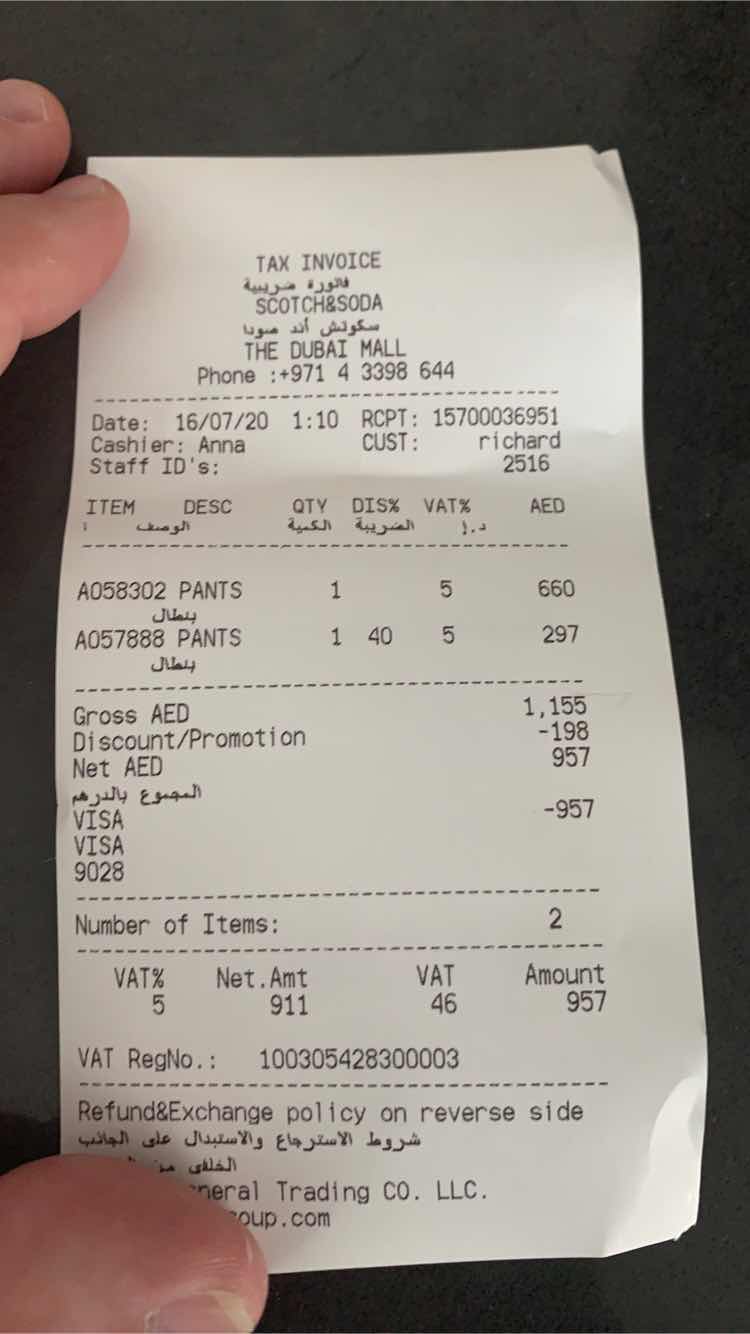 TAX INVOICE
فاتورة ضريبية
SCOTCH&SODA
سكوتش أند صودا
THE DUBAI MALL
Phone :+971 4 3398 644
Date: 16/07/20 1:10 RCPT: 15700036951
Cashier: Anna CUST: richard
Staff ID's: 2516
ITEM DESC QTY DIS% VAT% AED
الوصف الكمية الضريبة د.إ
A058302 PANTS 1 5 660
بنطال
A057888 PANTS 1 40 5 297
بنطال
Gross AED 1,155
Discount/Promotion -198
Net AED 957
المجموع بالدرهم
VISA -957
VISA
9028
Number of Items: 2
VAT% Net.Amt VAT Amount
5 911 46 957
VAT RegNo.: 100305428300003
Refund&Exchange policy on reverse side
شروط الاسترجاع والاستبدال على الجانب
الخلفى من
neral Trading CO. LLC.
oup.com